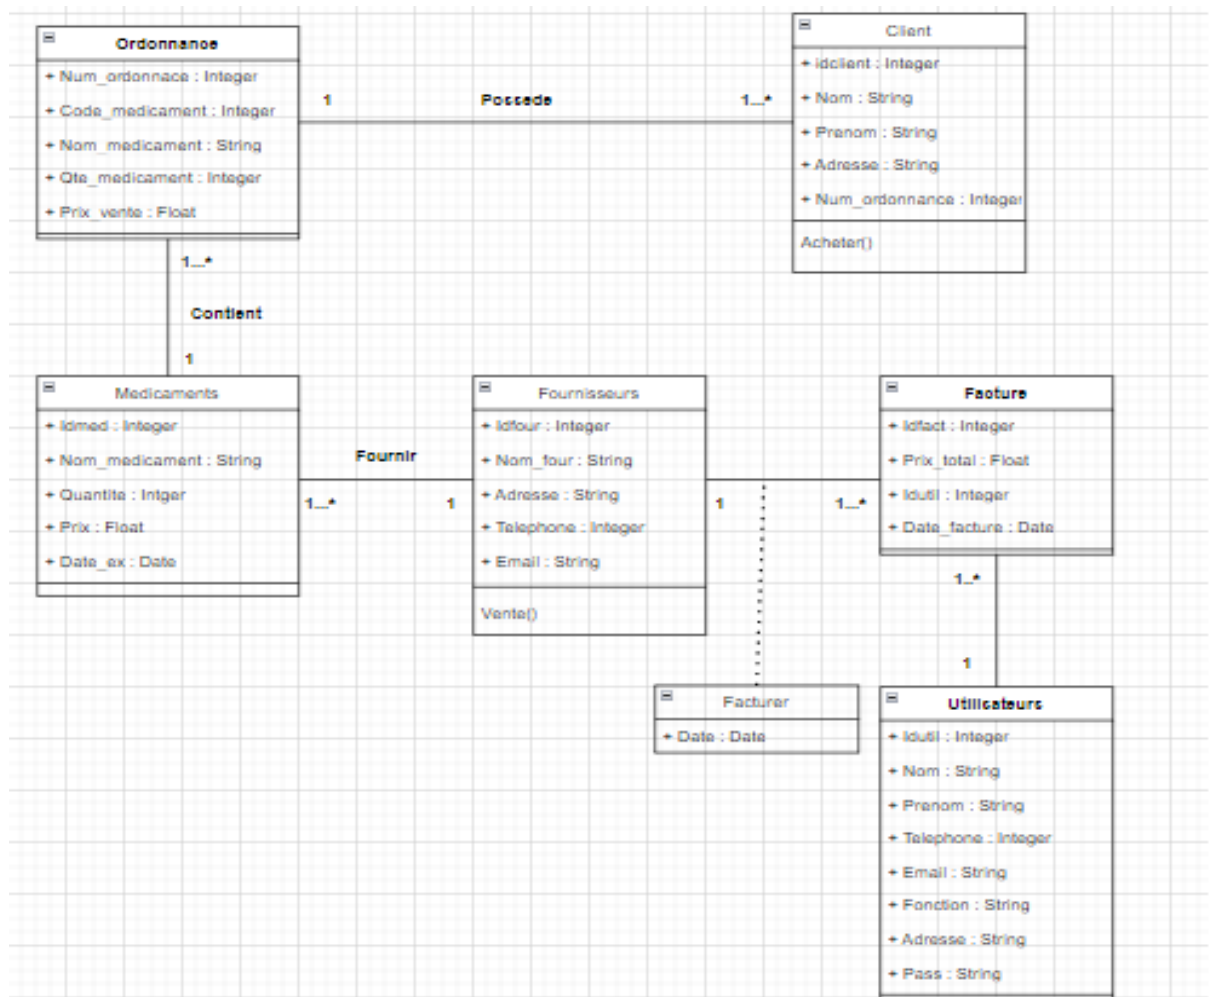 Ordonnance
+ Num_ordonnace : Integer
+ Code_medicament : Integer
+ Nom_medicament : String
+ Qte_medicament : Integer
+ Prix_vente : Float
1
Possede
1...*
Client
+ idclient : Integer
+ Nom : String
+ Prenom : String
+ Adresse : String
+ Num_ordonnance : Integer
Acheter()
1...*
Contient
1
Medicaments
+ Idmed : Integer
+ Nom_medicament : String
+ Quantite : Intger
+ Prix : Float
+ Date_ex : Date
Fournir
1...*
1
Fournisseurs
+ Idfour : Integer
+ Nom_four : String
+ Adresse : String
+ Telephone : Integer
+ Email : String
Vente()
1
1...*
Facture
+ Idfact : Integer
+ Prix_total : Float
+ Idutil : Integer
+ Date_facture : Date
1..*
1
Facturer
+ Date : Date
Utilisateurs
+ Idutil : Integer
+ Nom : String
+ Prenom : String
+ Telephone : Integer
+ Email : String
+ Fonction : String
+ Adresse : String
+ Pass : String